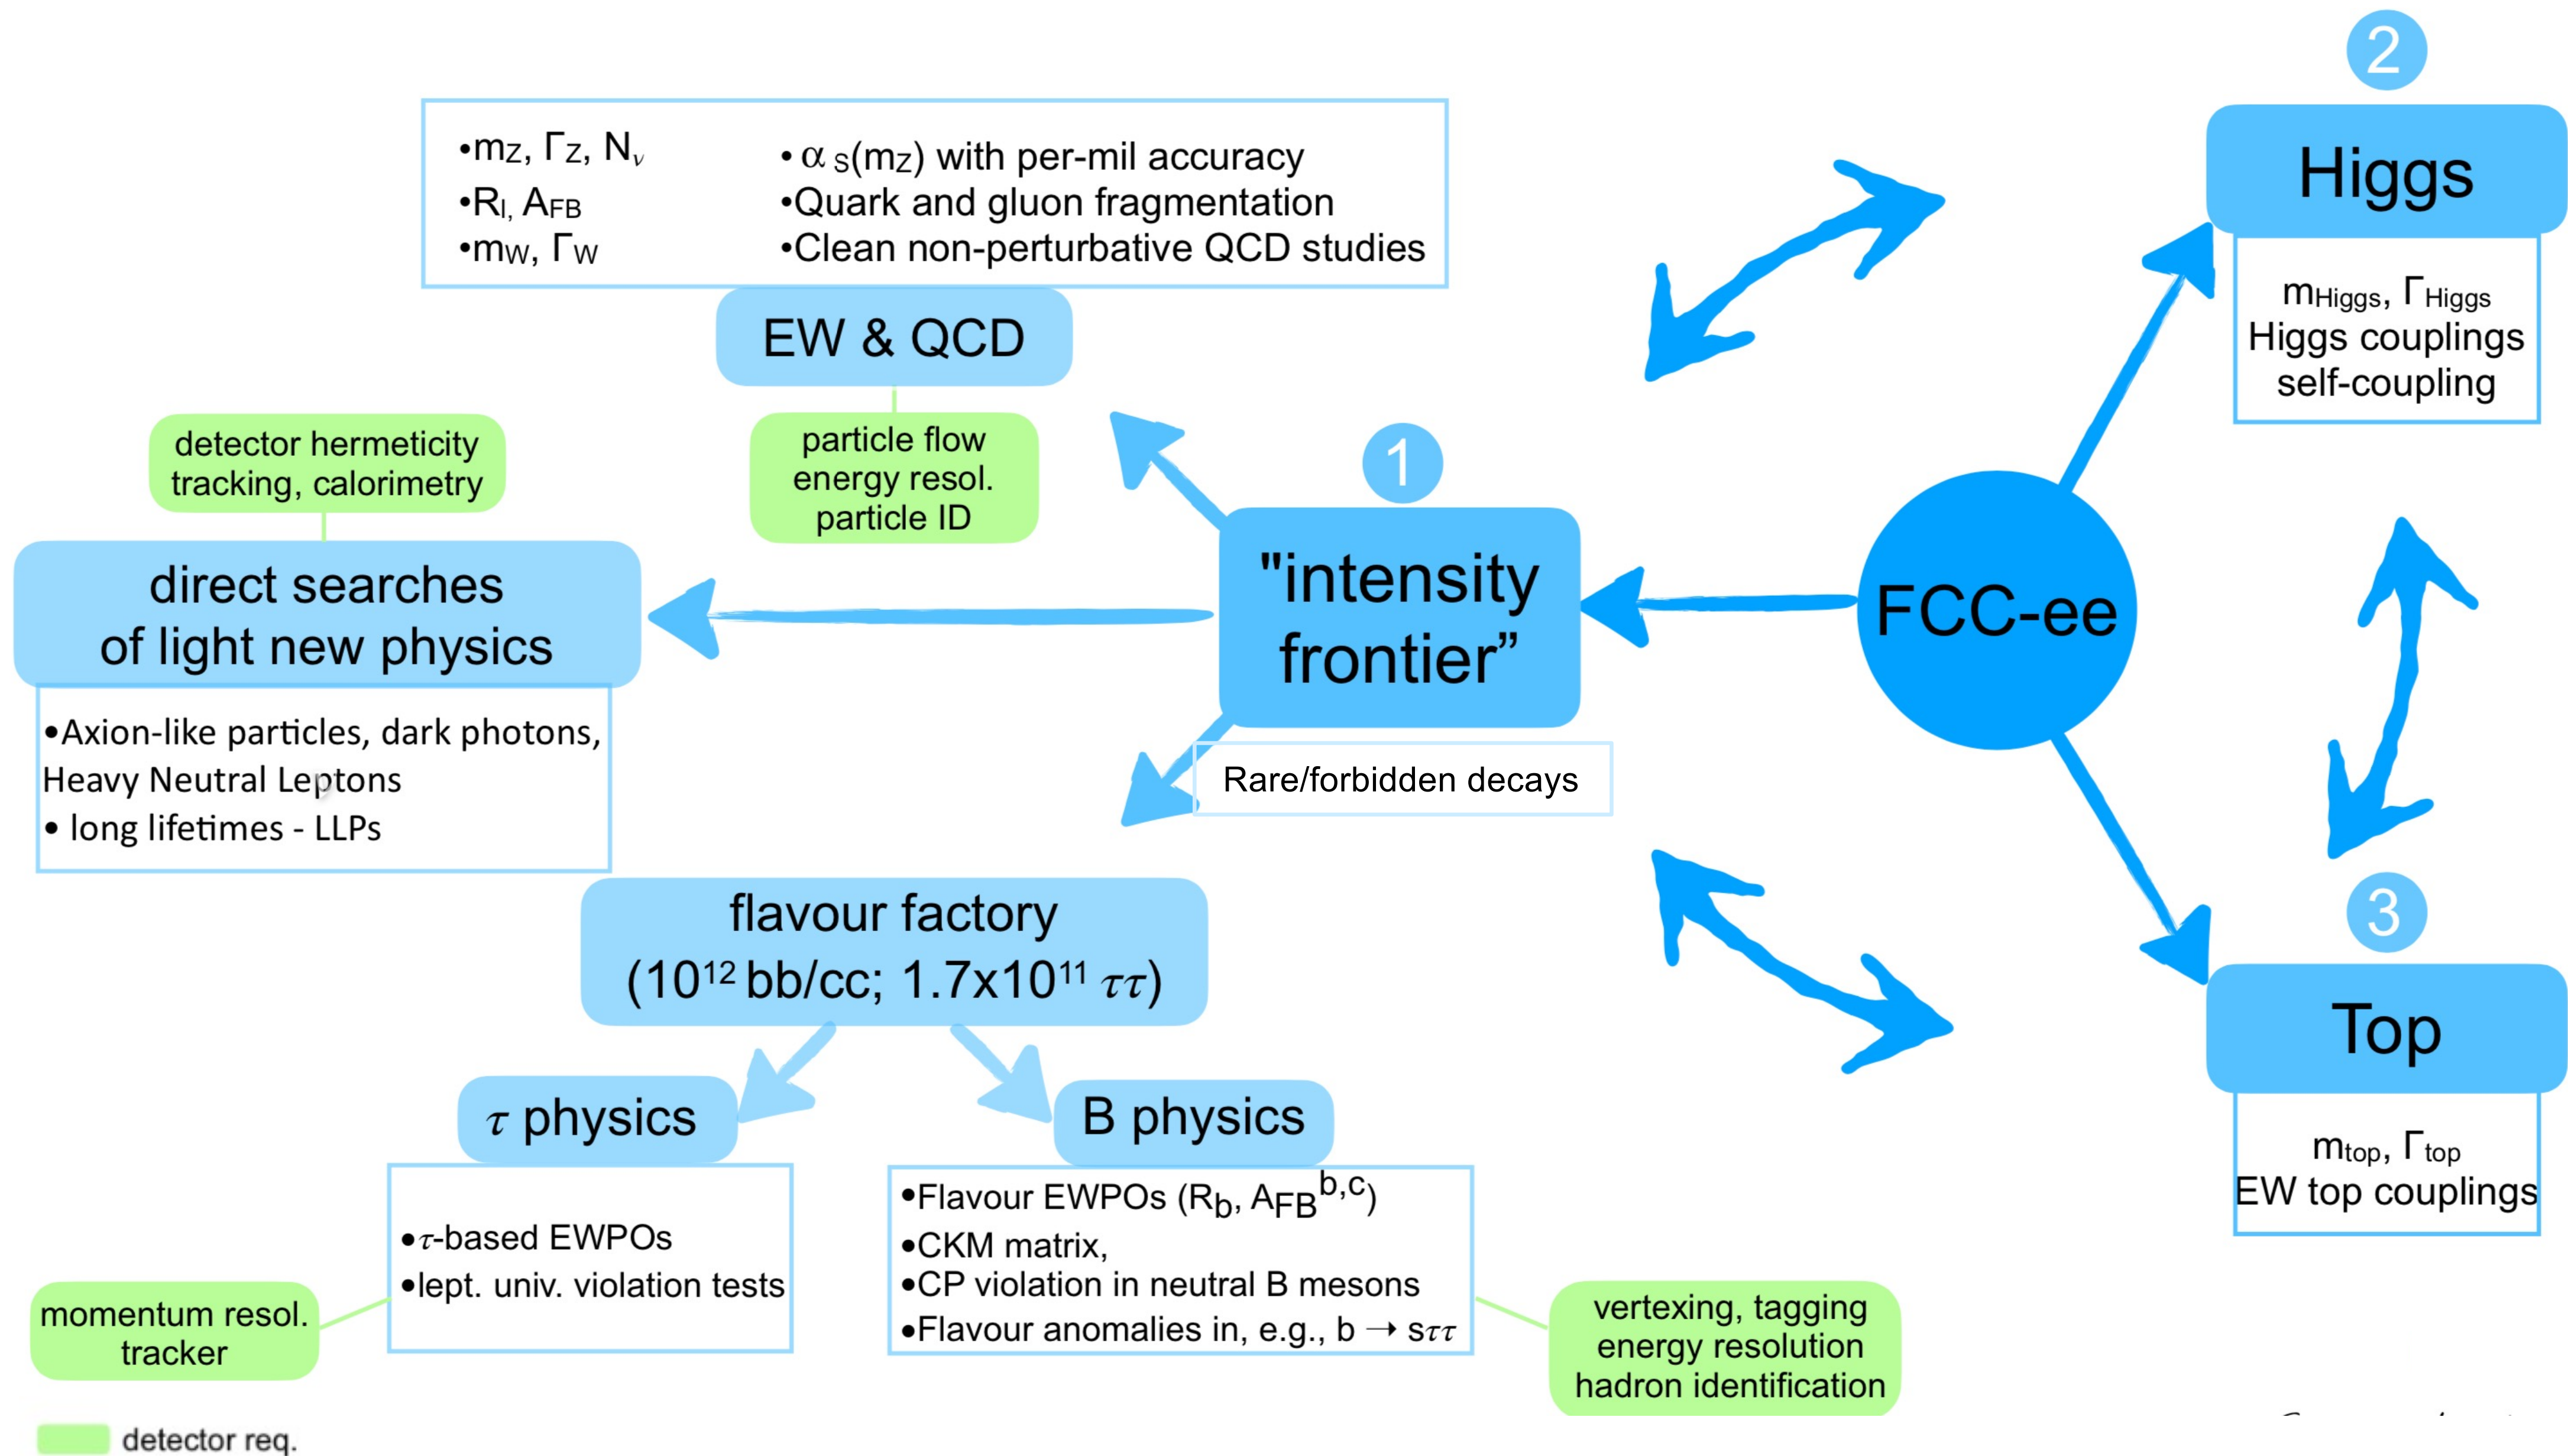 2
Higgs
mHiggs, ΓHiggs
Higgs couplings
self-coupling
•mZ, ΓZ, Nν
•Rl, AFB
•mW, ΓW
• αS(mZ) with per-mil accuracy
•Quark and gluon fragmentation
•Clean non-perturbative QCD studies
EW & QCD
particle flow
energy resol.
particle ID
detector hermeticity
tracking, calorimetry
direct searches
of light new physics
•Axion-like particles, dark photons,
Heavy Neutral Leptons
• long lifetimes - LLPs
1
"intensity
frontier”
Rare/forbidden decays
FCC-ee
flavour factory
(10¹² bb/cc; 1.7x10¹¹ ττ)
τ physics
•τ-based EWPOs
•lept. univ. violation tests
momentum resol.
tracker
B physics
•Flavour EWPOs (Rb, AFBb,c)
•CKM matrix,
•CP violation in neutral B mesons
•Flavour anomalies in, e.g., b → sττ
vertexing, tagging
energy resolution
hadron identification
3
Top
mtop, Γtop
EW top couplings
detector req.